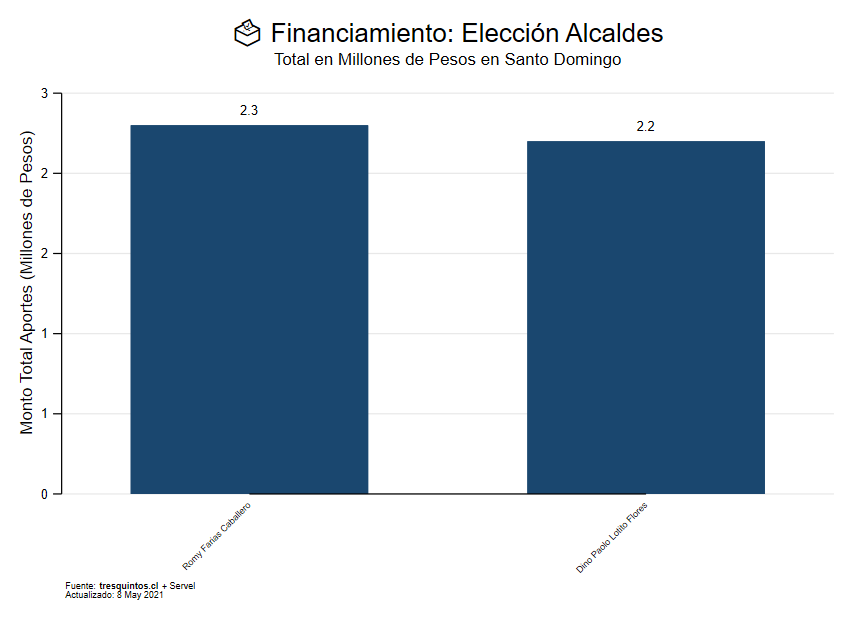 Financiamiento: Elección Alcaldes
Total en Millones de Pesos en Santo Domingo
Monto Total Aportes (Millones de Pesos)
3
2
2
1
1
0
2.3
2.2
Romy Farias Caballero
Dino Paolo Lotito Flores
Fuente: tresquintos.cl + Servel
Actualizado: 8 May 2021